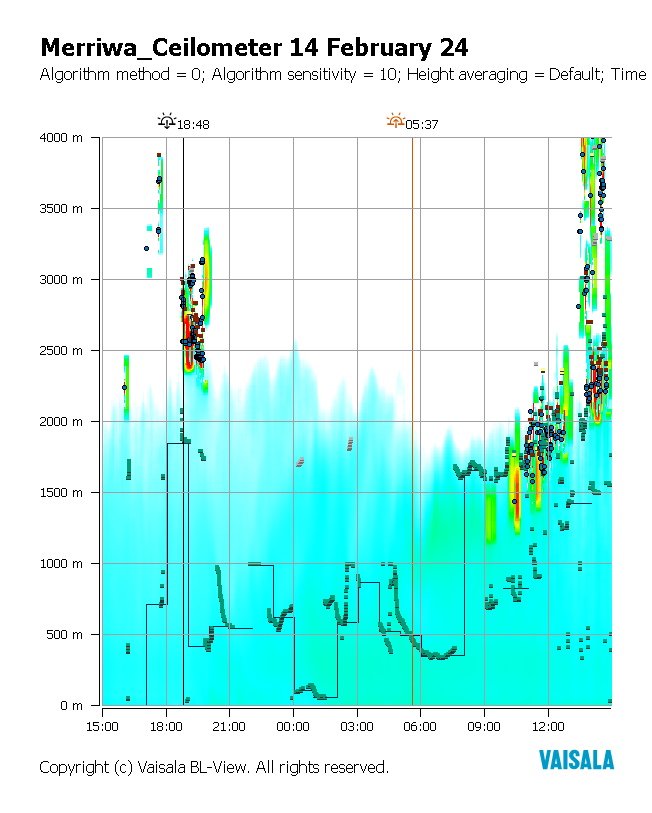 Merriwa_Ceilometer 14 February 24
Algorithm method = 0; Algorithm sensitivity = 10; Height averaging = Default; Time
18:48
05:37
4000 m
3500 m
3000 m
2500 m
2000 m
1500 m
1000 m
500 m
0 m
15:00 18:00 21:00 00:00 03:00 06:00 09:00 12:00
Copyright (c) Vaisala BL-View. All rights reserved.
VAISALA